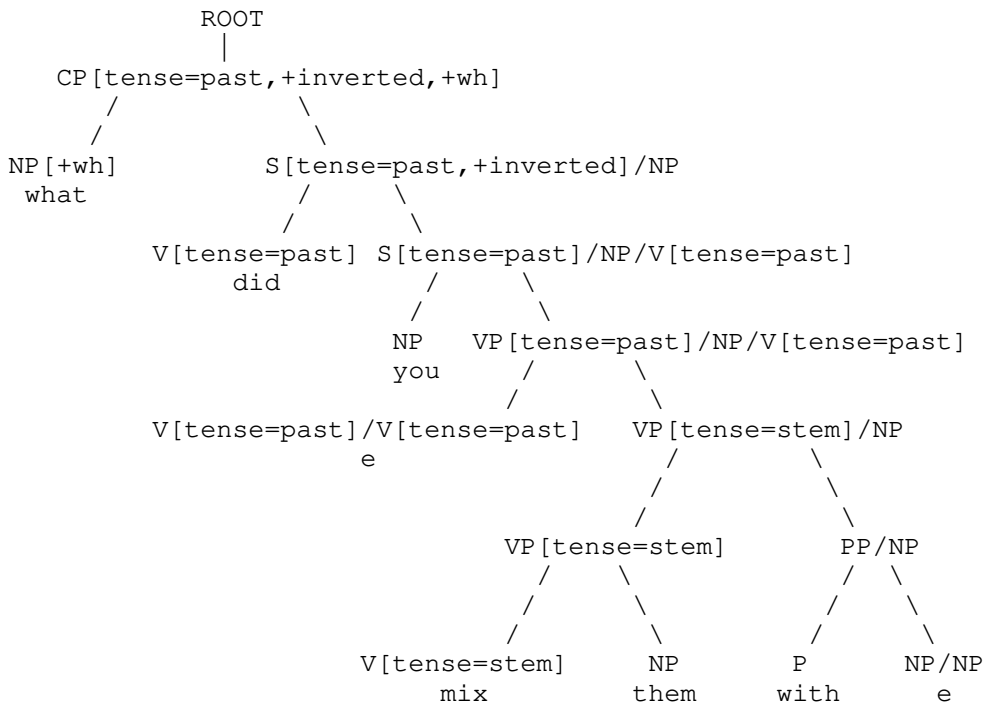 ROOT
|
CP[tense=past,+inverted,+wh]
/ \
/ \
NP[+wh] S[tense=past,+inverted]/NP
what / \
/ \
V[tense=past] S[tense=past]/NP/V[tense=past]
did / \
/ \
NP VP[tense=past]/NP/V[tense=past]
you / \
/ \
V[tense=past]/V[tense=past] VP[tense=stem]/NP
e / \
/ \
/ \
VP[tense=stem] PP/NP
/ \ / \
/ \ / \
/ \ / \
V[tense=stem] NP P NP/NP
mix them with e